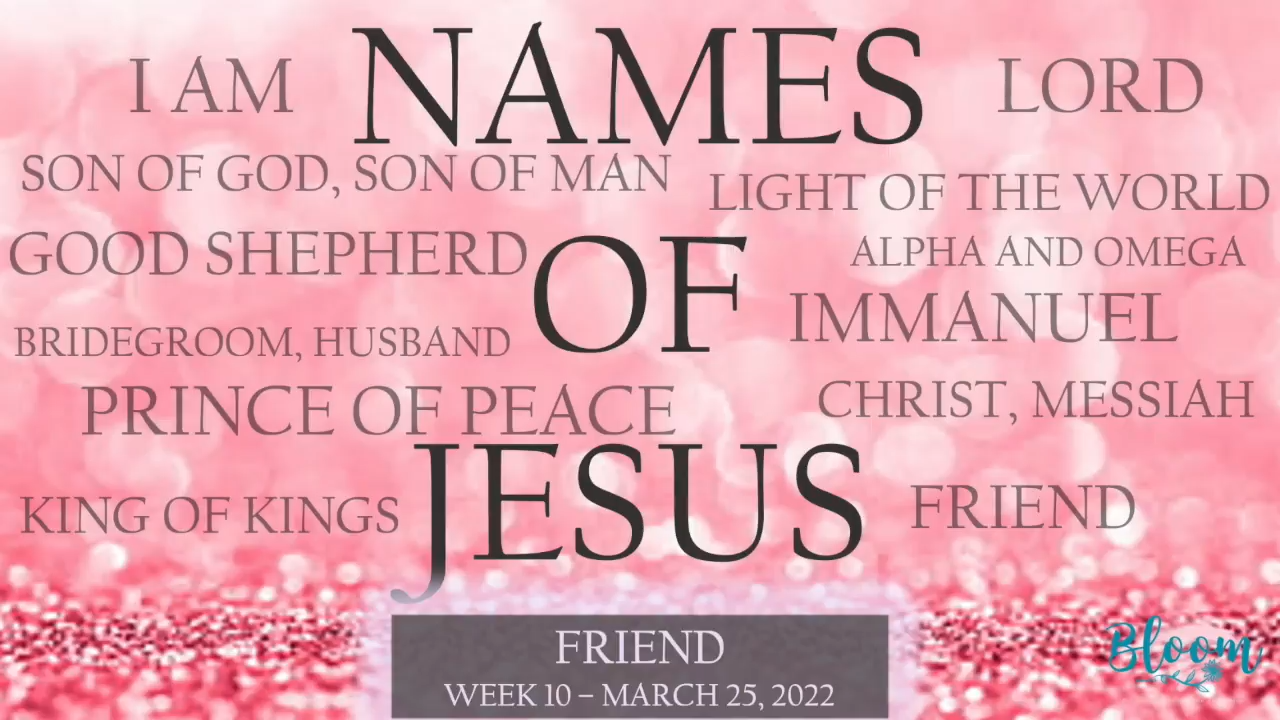 NAMES
OF
JESUS
I AM
LORD
SON OF GOD, SON OF MAN
LIGHT OF THE WORLD
GOOD SHEPHERD
ALPHA AND OMEGA
IMMANUEL
BRIDEGROOM, HUSBAND
PRINCE OF PEACE
CHRIST, MESSIAH
KING OF KINGS
FRIEND
FRIEND
WEEK 10 – MARCH 25, 2022
Bloom